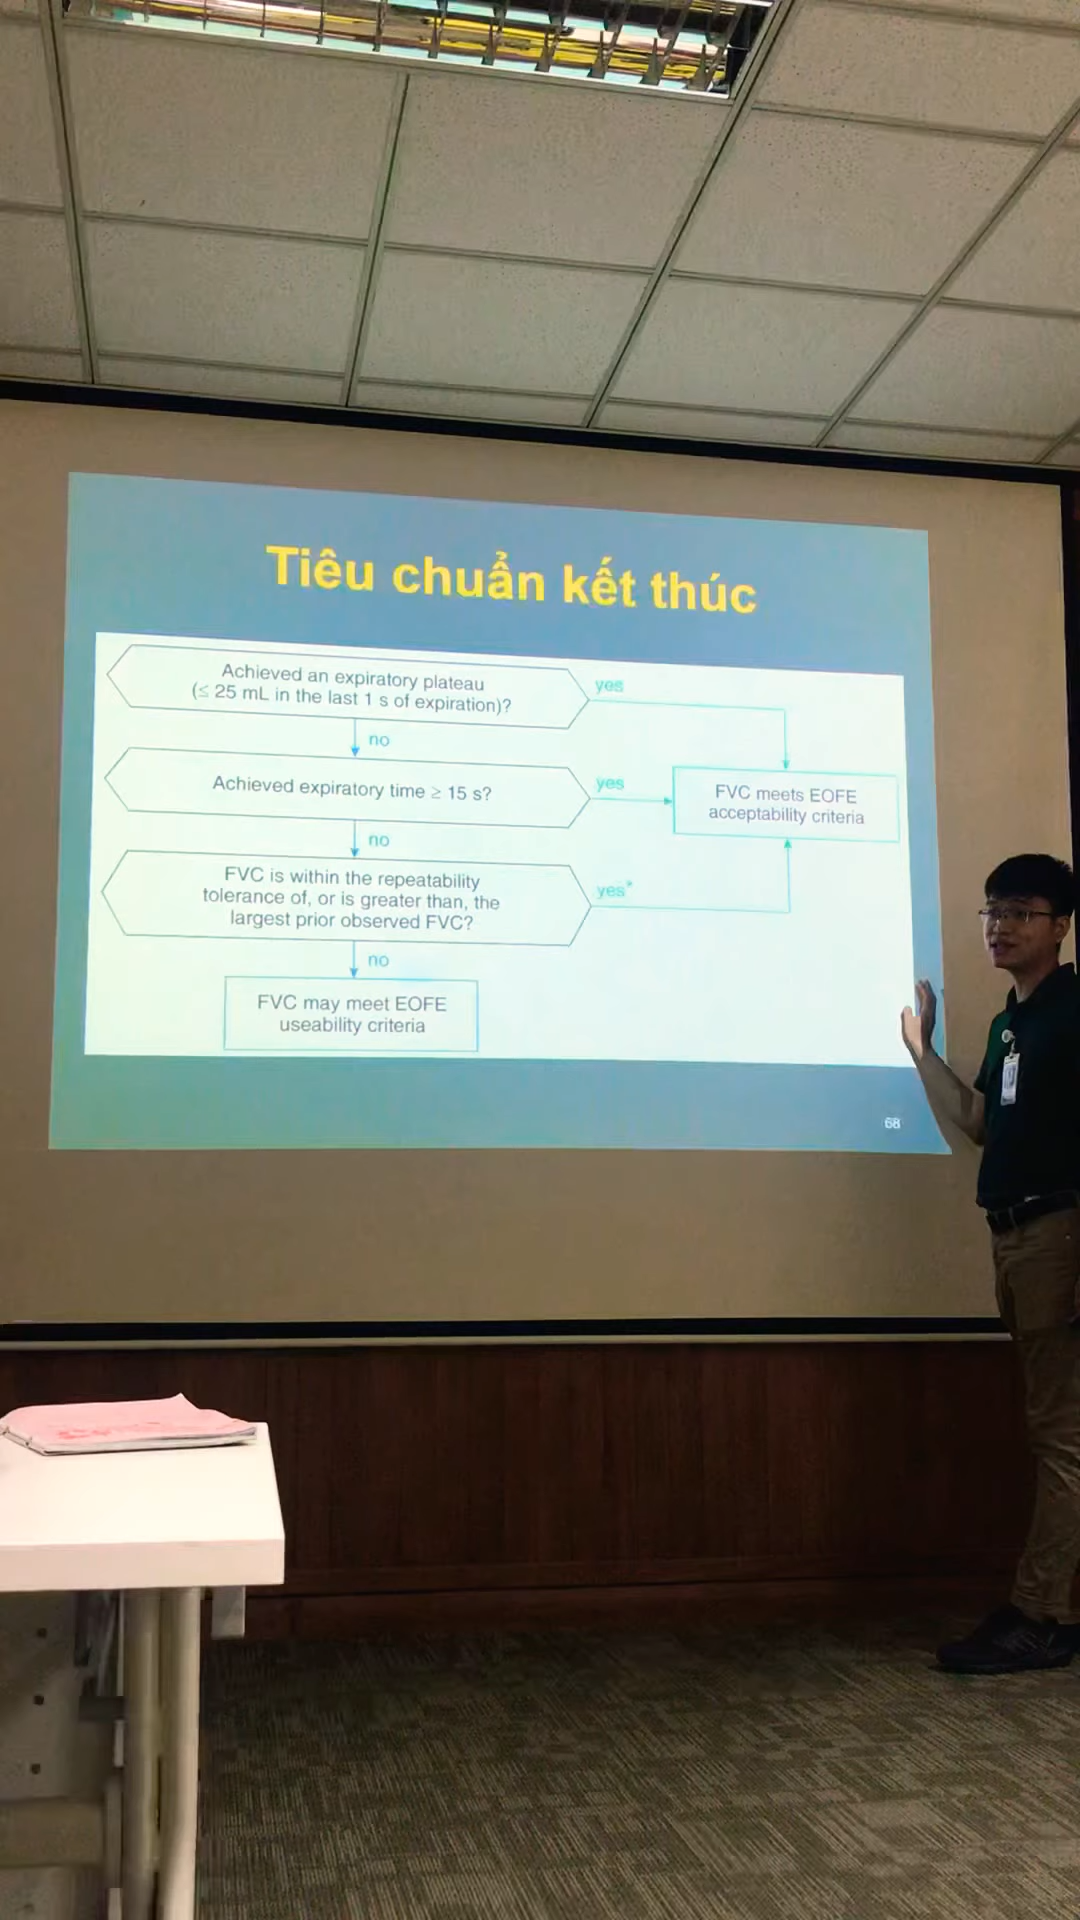 Tiêu chuẩn kết thúc
Achieved an expiratory plateau
(≤ 25 mL in the last 1 s of expiration)?
yes
no
Achieved expiratory time ≥ 15 s?
yes
FVC meets EOFE
acceptability criteria
no
FVC is within the repeatability
tolerance of, or is greater than, the
largest prior observed FVC?
yes*
no
FVC may meet EOFE
useability criteria
68